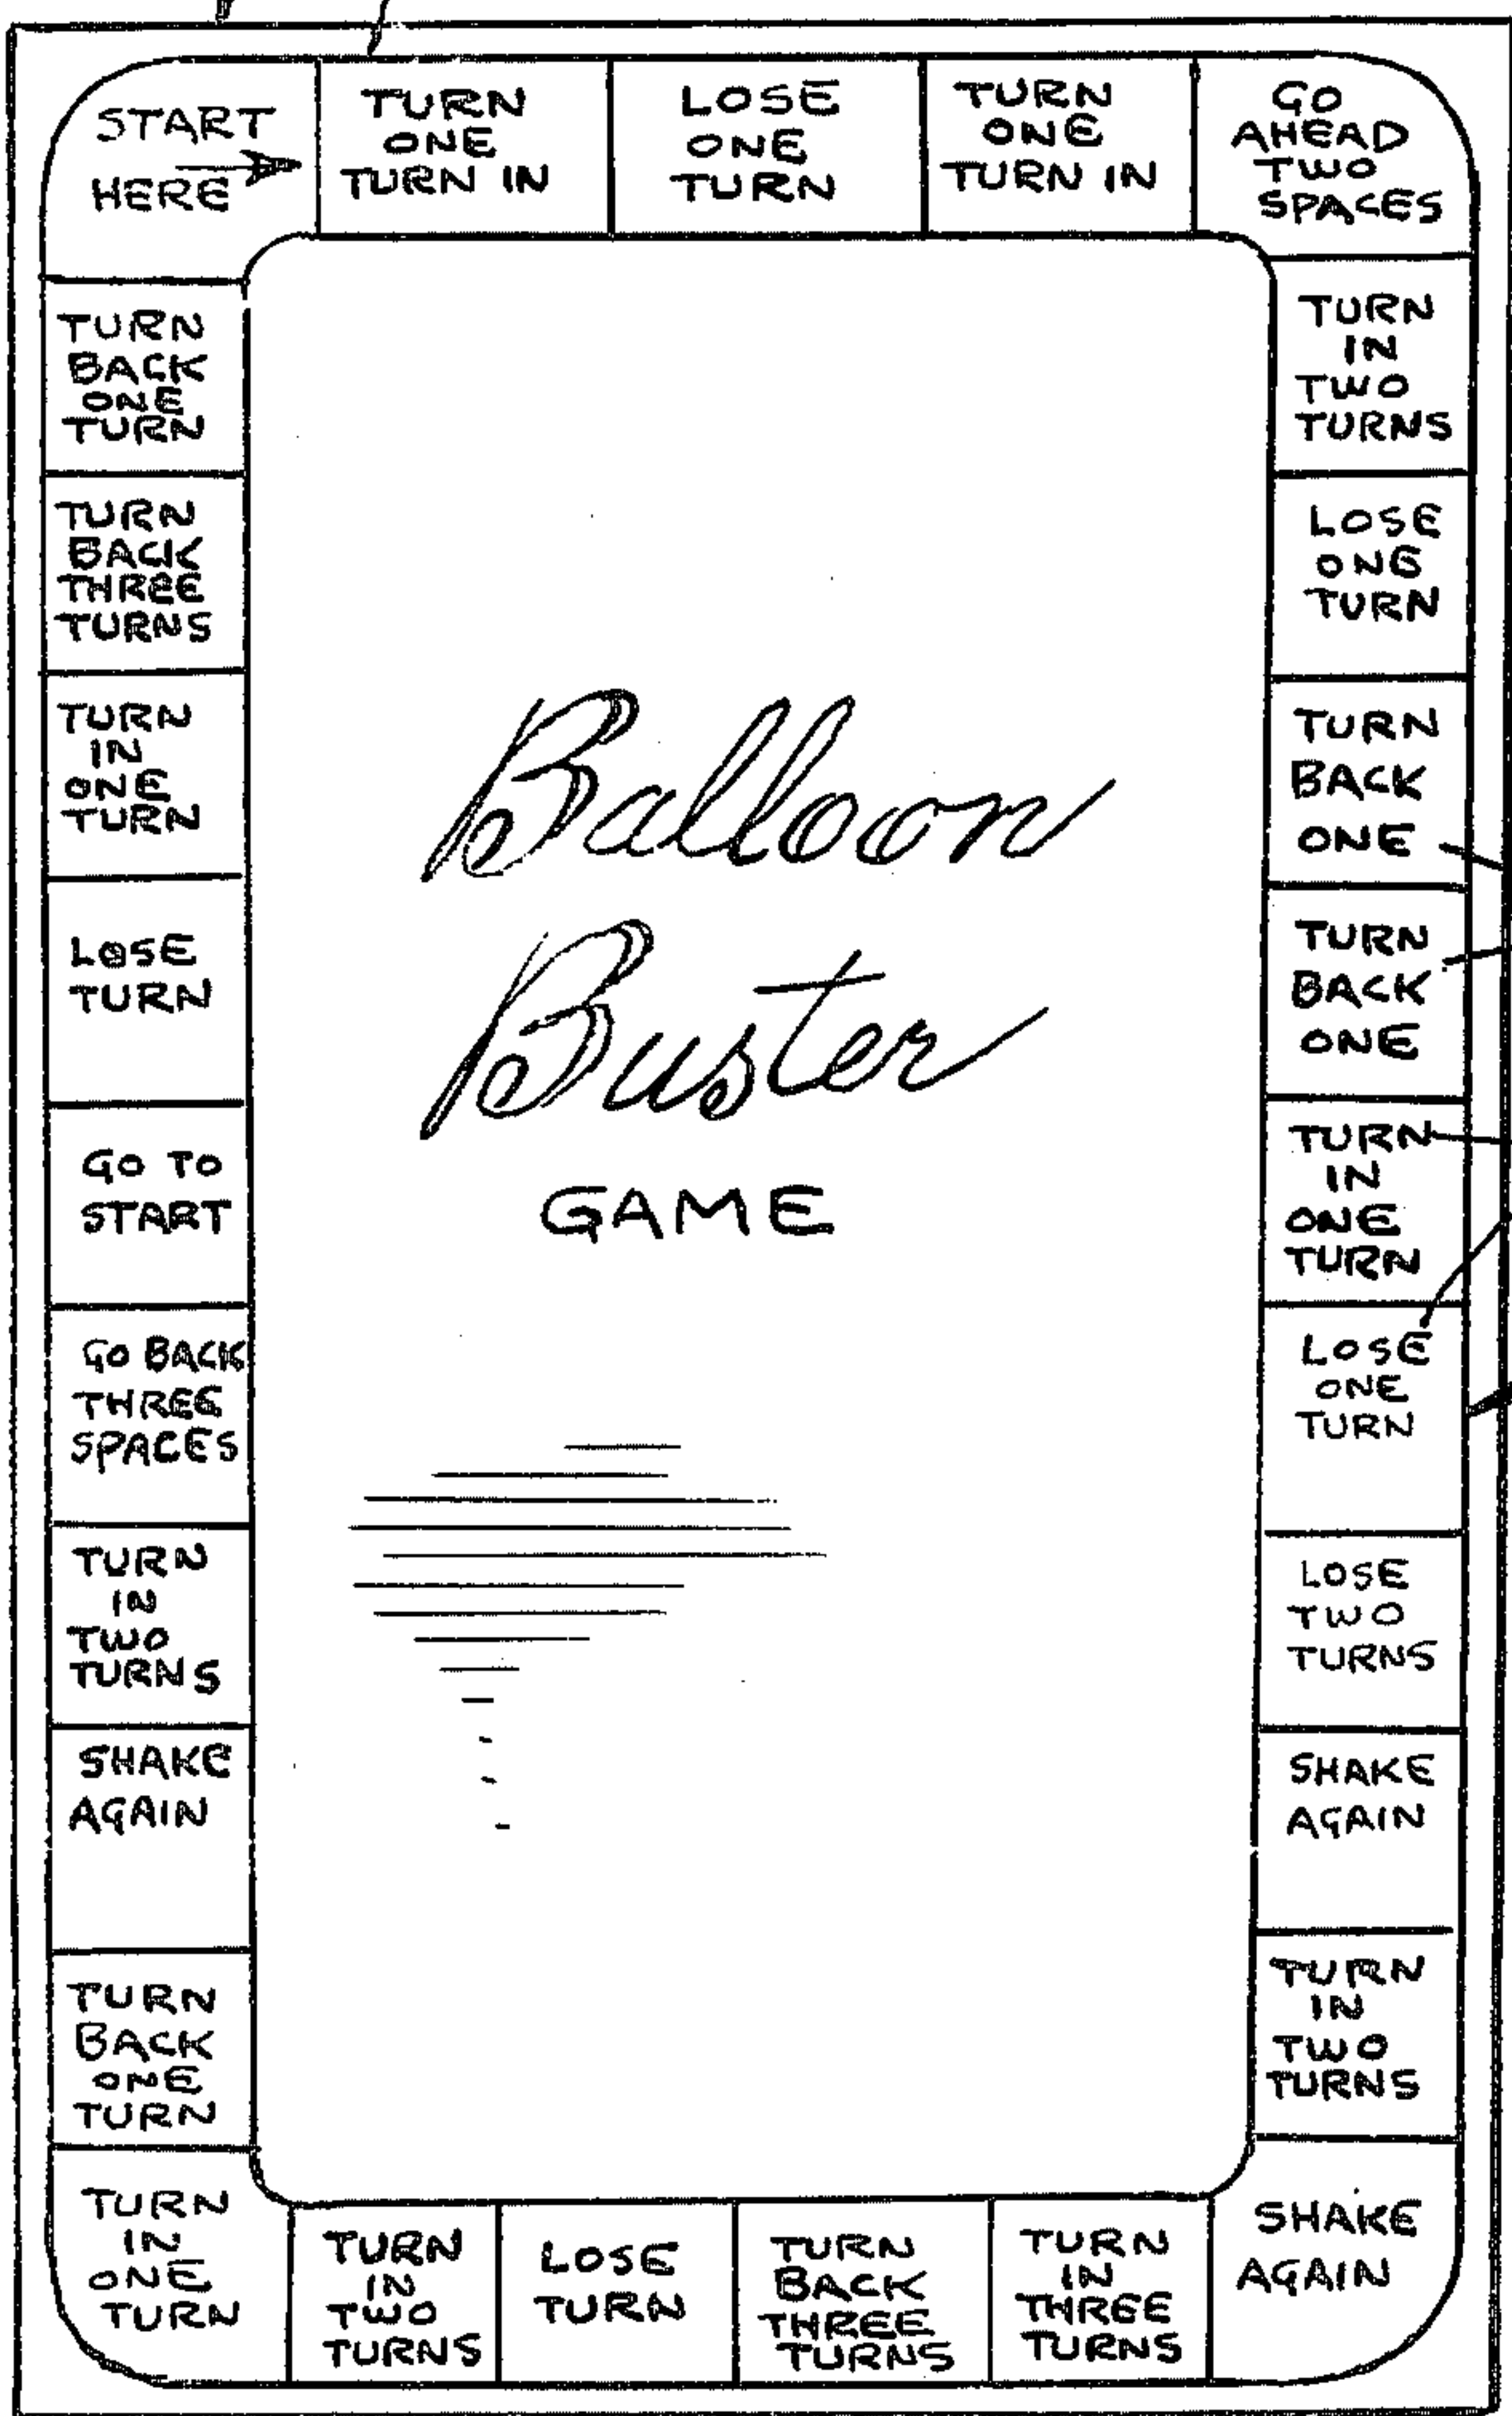 START
HERE
TURN
ONE
TURN IN
LOSE
ONE
TURN
TURN
ONE
TURN IN
GO
AHEAD
TWO
SPACES
TURN
IN
TWO
TURNS
LOSE
ONE
TURN
TURN
BACK
ONE
TURN
BACK
ONE
TURN
IN
ONE
TURN
LOSE
ONE
TURN
LOSE
TWO
TURNS
SHAKE
AGAIN
TURN
IN
TWO
TURNS
SHAKE
AGAIN
TURN
IN
THREE
TURNS
TURN
BACK
THREE
TURNS
LOSE
TURN
TURN
IN
TWO
TURNS
TURN
IN
ONE
TURN
TURN
BACK
ONE
TURN
SHAKE
AGAIN
TURN
IN
TWO
TURNS
GO BACK
THREE
SPACES
GO TO
START
LOSE
TURN
TURN
IN
ONE
TURN
TURN
BACK
THREE
TURNS
TURN
BACK
ONE
TURN
Balloon
Buster
GAME